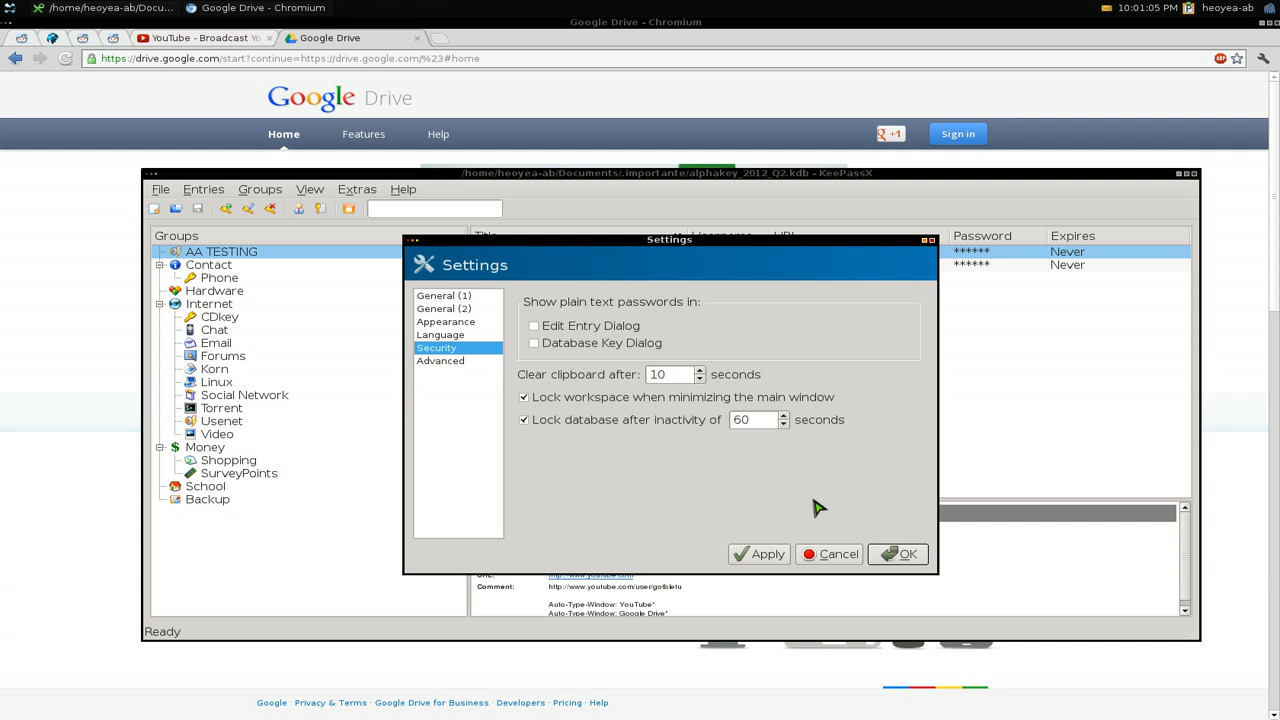 /home/heoyea-ab/Docu...
Google Drive - Chromium
10:01:05 PM
heoyea-ab
Google Drive - Chromium
YouTube - Broadcast Yo
Google Drive
https://drive.google.com/start?continue=https://drive.google.com/%23#home
Google Drive
Home Features Help
+1
Sign in
/home/heoyea-ab/Documents/.importante/alphakey_2012_Q2.kdb - KeePassX
File Entries Groups View Extras Help
Groups
Title Username URL Password Expires
AA TESTING
****** Never
Contact
****** Never
Phone
Hardware
Internet
CDkey
Chat
Email
Forums
Korn
Linux
Social Network
Torrent
Usenet
Video
Money
Shopping
SurveyPoints
School
Backup
Settings
Settings
General (1)
General (2)
Appearance
Language
Security
Advanced
Show plain text passwords in:
Edit Entry Dialog
Database Key Dialog
Clear clipboard after: 10 seconds
Lock workspace when minimizing the main window
Lock database after inactivity of 60 seconds
Apply Cancel OK
URL: http://www.youtube.com
Comment: http://www.youtube.com/user/gotbletu
Auto-Type-Window: YouTube*
Auto-Type-Window: Google Drive*
Ready
Google · Privacy & Terms · Google Drive for Business · Developers · Pricing · Help